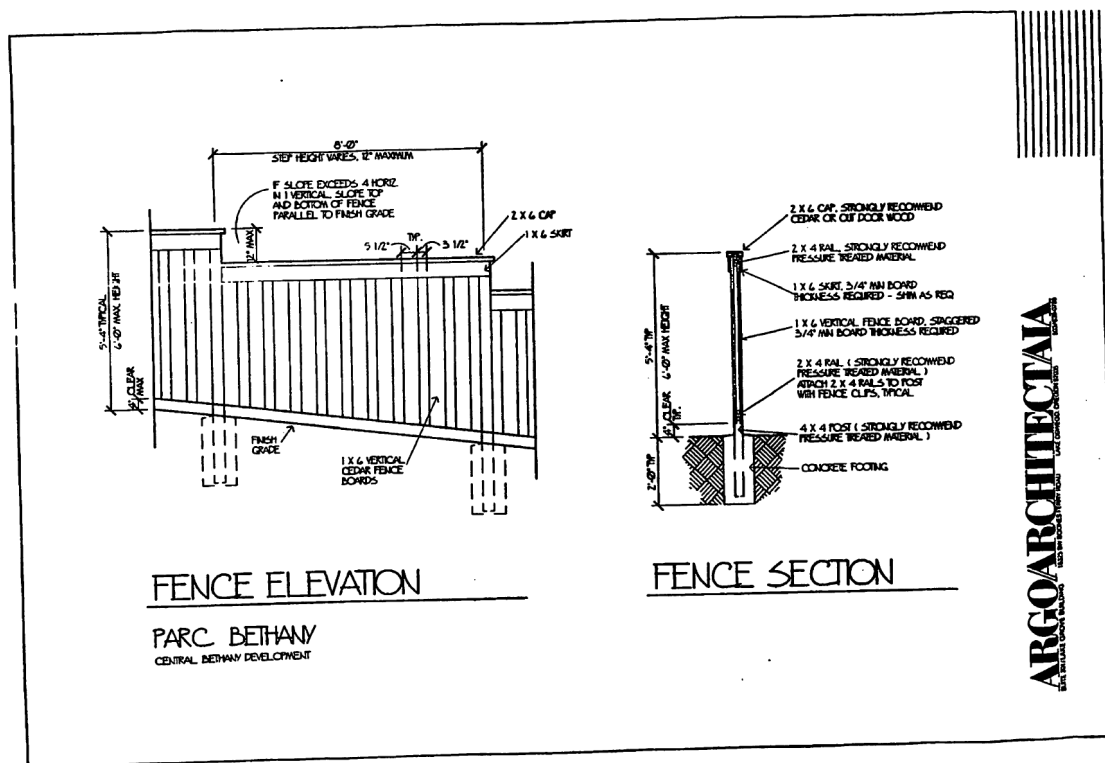 8'-0"
STEP HEIGHT VARIES, 12" MAXIMUM
IF SLOPE EXCEEDS 4 HORIZ.
IN 1 VERTICAL, SLOPE TOP
AND BOTTOM OF FENCE
PARALLEL TO FINISH GRADE
12" MAX.
5 1/2"
TYP.
3 1/2"
2 X 6 CAP
1 X 6 SKIRT
5'-4" TYPICAL
6'-0" MAX. HEIGHT
4" CLEAR
MAX
FINISH
GRADE
1 X 6 VERTICAL
CEDAR FENCE
BOARDS
FENCE ELEVATION
PARC BETHANY
CENTRAL BETHANY DEVELOPMENT
2 X 6 CAP, STRONGLY RECOMMEND
CEDAR OR OUT DOOR WOOD
2 X 4 RAIL, STRONGLY RECOMMEND
PRESSURE TREATED MATERIAL
1 X 6 SKIRT, 3/4" MIN BOARD
THICKNESS REQUIRED - SHIM AS REQ
1 X 6 VERTICAL FENCE BOARD, STAGGERED
3/4" MIN BOARD THICKNESS REQUIRED
2 X 4 RAIL ( STRONGLY RECOMMEND
PRESSURE TREATED MATERIAL )
ATTACH 2 X 4 RAILS TO POST
WITH FENCE CLIPS, TYPICAL
4 X 4 POST ( STRONGLY RECOMMEND
PRESSURE TREATED MATERIAL )
CONCRETE FOOTING
5'-4" TYP
6'-0" MAX HEIGHT
4" CLEAR
TYP.
2'-0" TYP
FENCE SECTION
ARGO/ARCHITECTAIA